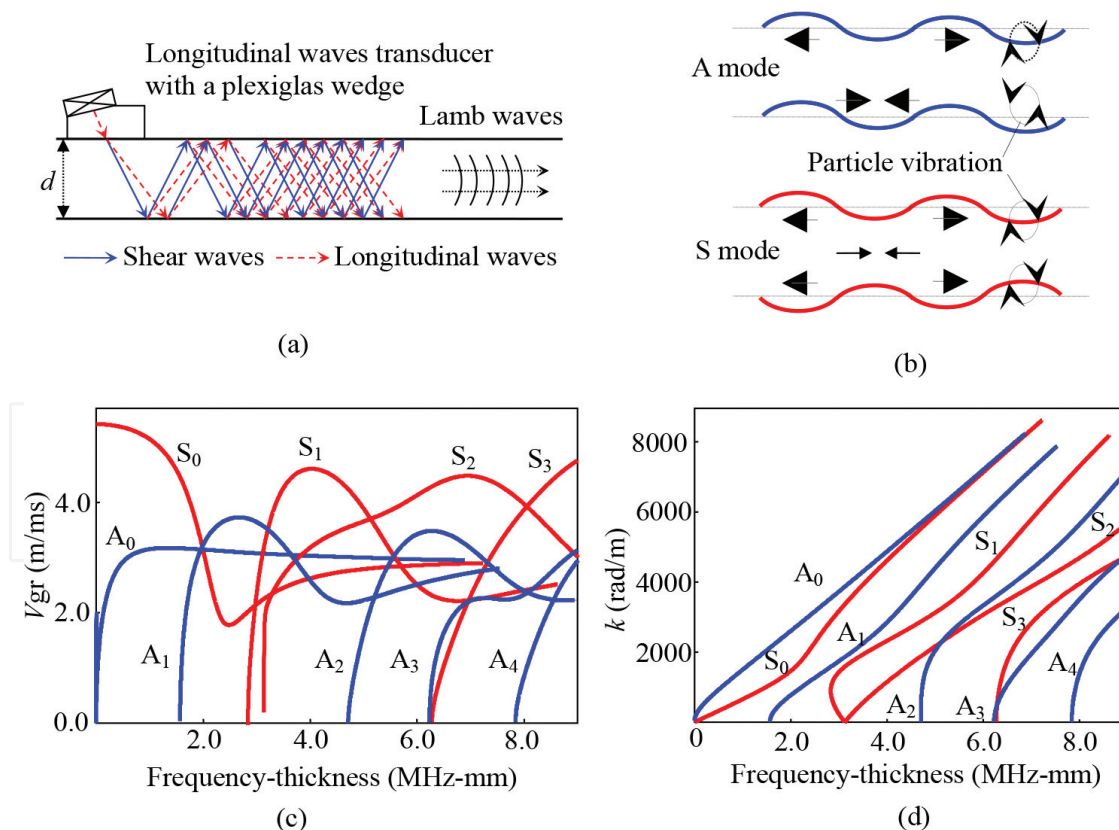 Longitudinal waves transducer
with a plexiglas wedge
Lamb waves
d
Shear waves
Longitudinal waves
(a)
A mode
Particle vibration
S mode
(b)
S0
S1
S2
S3
4.0
Vgr (m/ms)
A0
2.0
A1
A2
A3
A4
0.0
2.0
4.0
6.0
8.0
Frequency-thickness (MHz-mm)
(c)
8000
6000
k (rad/m)
S1
S2
4000
A0
A1
S3
2000
S0
A4
A2
A3
0
0
2.0
4.0
6.0
8.0
Frequency-thickness (MHz-mm)
(d)